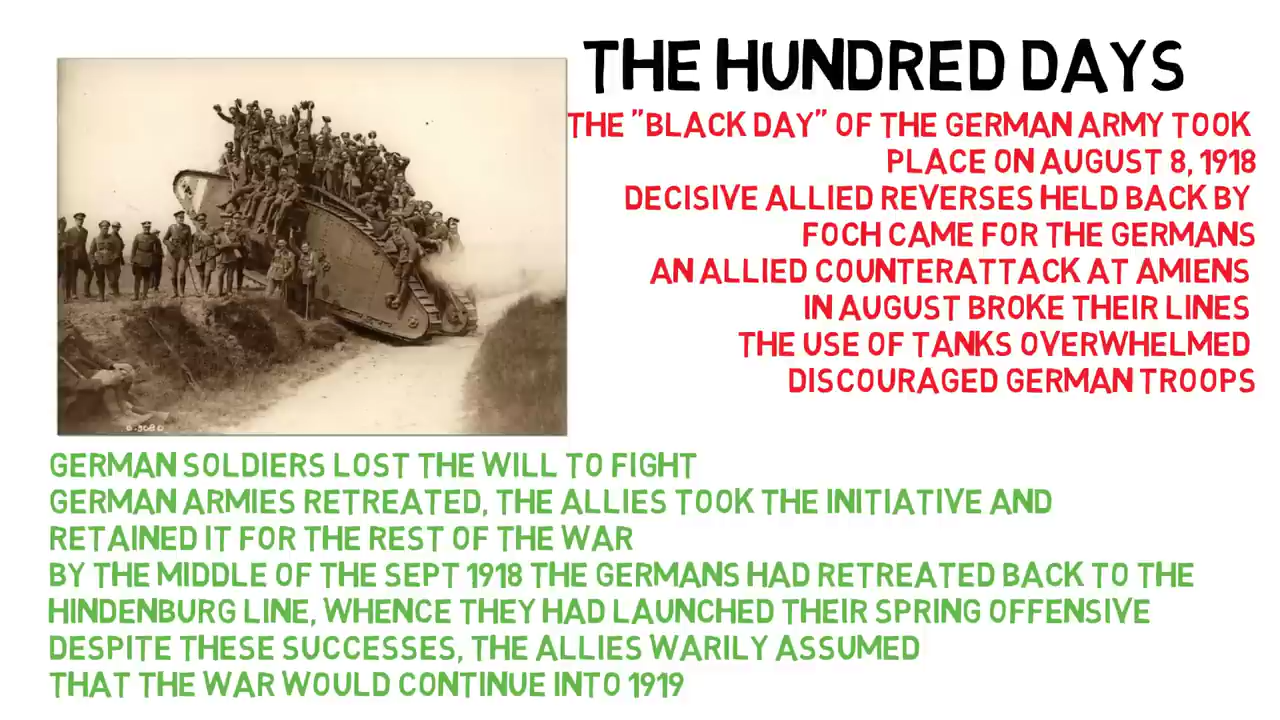 THE HUNDRED DAYS
THE "BLACK DAY" OF THE GERMAN ARMY TOOK
PLACE ON AUGUST 8, 1918
DECISIVE ALLIED REVERSES HELD BACK BY
FOCH CAME FOR THE GERMANS
AN ALLIED COUNTERATTACK AT AMIENS
IN AUGUST BROKE THEIR LINES
THE USE OF TANKS OVERWHELMED
DISCOURAGED GERMAN TROOPS
GERMAN SOLDIERS LOST THE WILL TO FIGHT
GERMAN ARMIES RETREATED, THE ALLIES TOOK THE INITIATIVE AND
RETAINED IT FOR THE REST OF THE WAR
BY THE MIDDLE OF THE SEPT 1918 THE GERMANS HAD RETREATED BACK TO THE
HINDENBURG LINE, WHENCE THEY HAD LAUNCHED THEIR SPRING OFFENSIVE
DESPITE THESE SUCCESSES, THE ALLIES WARILY ASSUMED
THAT THE WAR WOULD CONTINUE INTO 1919